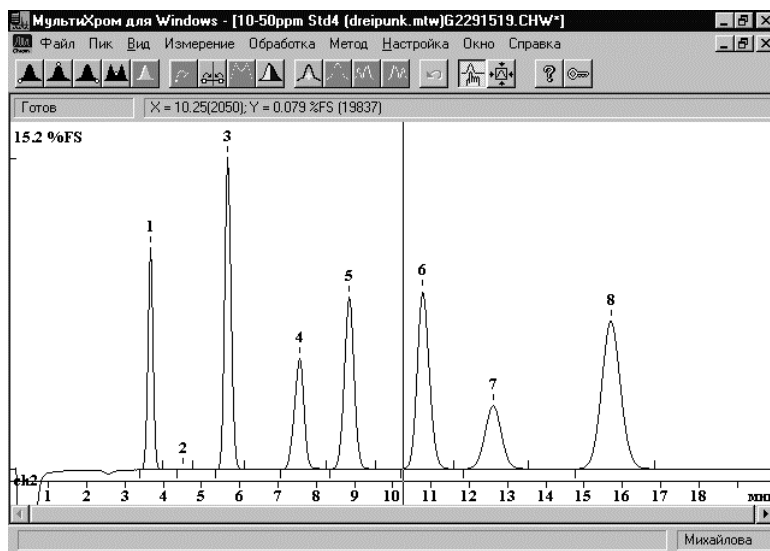 МультиХром для Windows - [10-50ppm Std4 (dreipunk.mtw)G2291519.CHW*]
Файл Пик Вид Измерение Обработка Метод Настройка Окно Справка
Готов X = 10.25(2050); Y = 0.079 %FS (19837)
15.2 %FS
3
1
6
5
8
4
7
2
ch2
1 2 3 4 5 6 7 8 9 10 11 12 13 14 15 16 17 18 мин
Михайлова